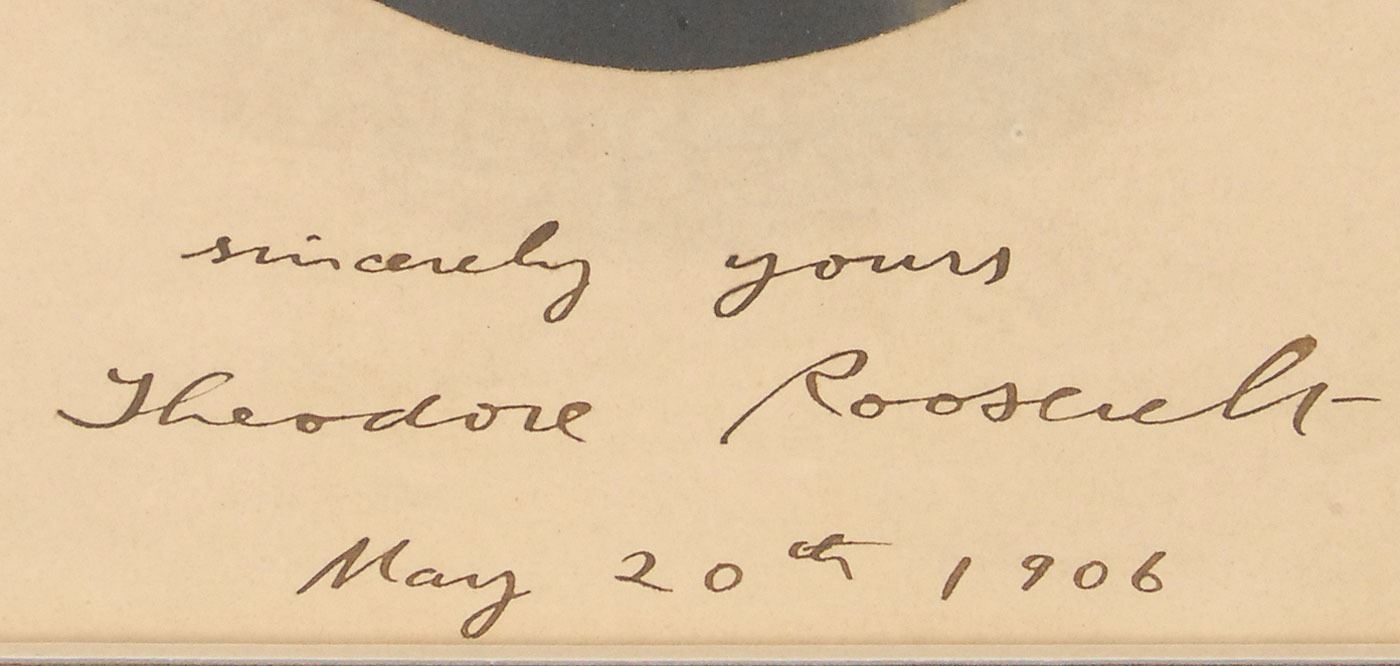 sincerely yours
Theodore Roosevelt
May 20th 1906